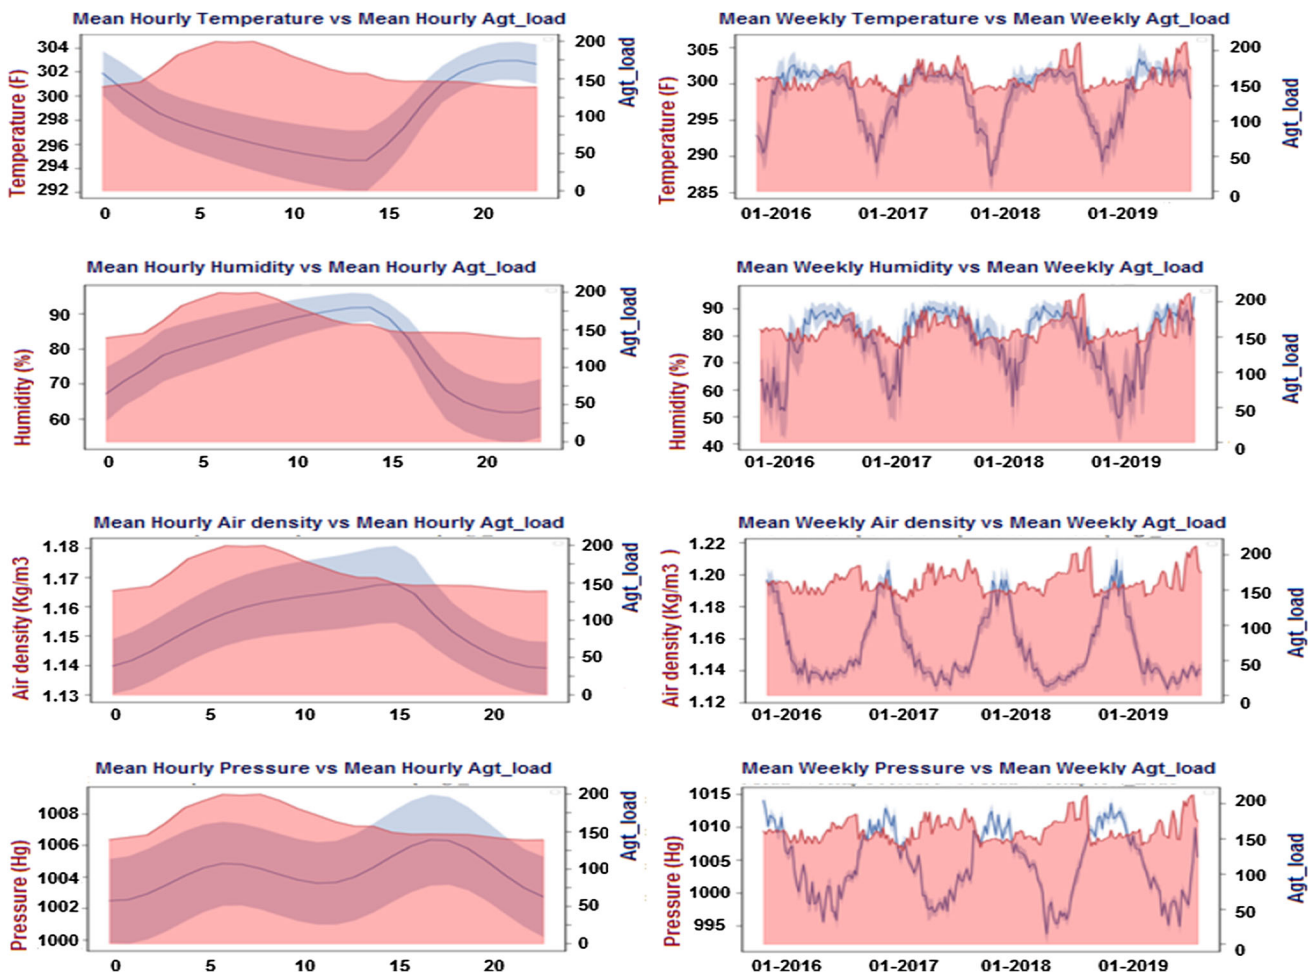 Mean Hourly Temperature vs Mean Hourly Agt_load
304
302
300
298
296
294
292
Temperature (F)
200
150
100
50
0
Agt_load
0 5 10 15 20
Mean Weekly Temperature vs Mean Weekly Agt_load
305
300
295
290
285
Temperature (F)
200
150
100
50
0
Agt_load
01-2016 01-2017 01-2018 01-2019
Mean Hourly Humidity vs Mean Hourly Agt_load
90
80
70
60
Humidity (%)
200
150
100
50
0
Agt_load
0 5 10 15 20
Mean Weekly Humidity vs Mean Weekly Agt_load
90
80
70
60
50
40
Humidity (%)
200
150
100
50
0
Agt_load
01-2016 01-2017 01-2018 01-2019
Mean Hourly Air density vs Mean Hourly Agt_load
1.18
1.17
1.16
1.15
1.14
1.13
Air density (Kg/m3)
200
150
100
50
0
Agt_load
0 5 10 15 20
Mean Weekly Air density vs Mean Weekly Agt_load
1.22
1.20
1.18
1.16
1.14
1.12
Air density (Kg/m3 )
200
150
100
50
0
Agt_load
01-2016 01-2017 01-2018 01-2019
Mean Hourly Pressure vs Mean Hourly Agt_load
1008
1006
1004
1002
1000
Pressure (Hg)
200
150
100
50
0
Agt_load
0 5 10 15 20
Mean Weekly Pressure vs Mean Weekly Agt_load
1015
1010
1005
1000
995
Pressure (Hg)
200
150
100
50
0
Agt_load
01-2016 01-2017 01-2018 01-2019